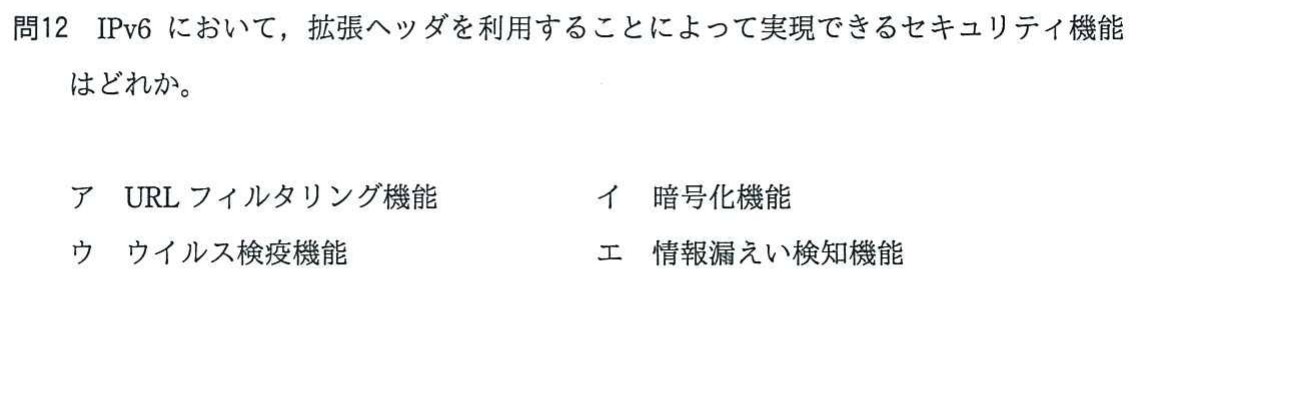 問12 IPv6 において，拡張ヘッダを利用することによって実現できるセキュリティ機能
はどれか。
ア URL フィルタリング機能 イ 暗号化機能
ウ ウイルス検疫機能 エ 情報漏えい検知機能